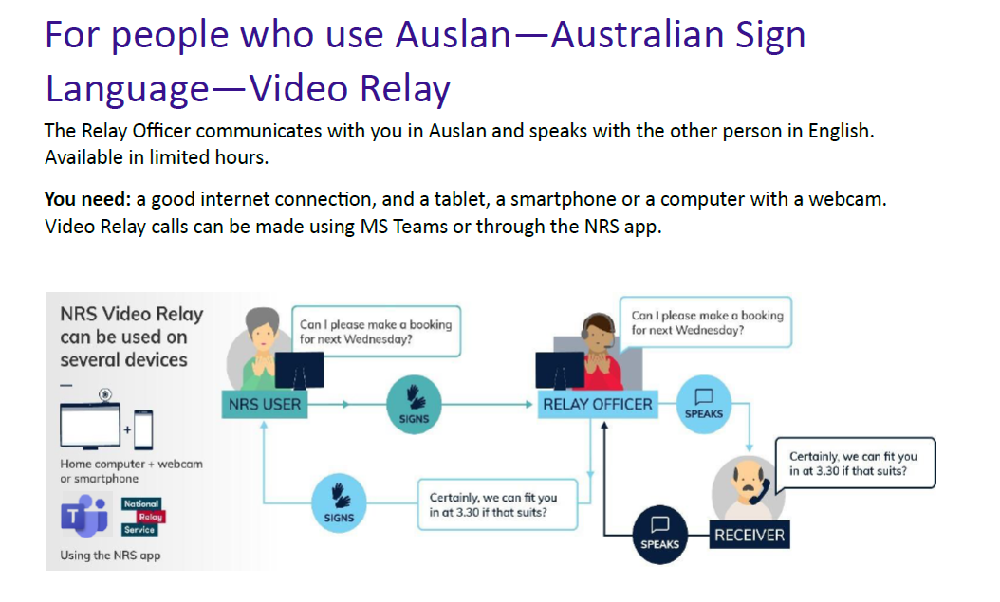 For people who use Auslan—Australian Sign
Language—Video Relay
The Relay Officer communicates with you in Auslan and speaks with the other person in English.
Available in limited hours.
You need: a good internet connection, and a tablet, a smartphone or a computer with a webcam.
Video Relay calls can be made using MS Teams or through the NRS app.
NRS Video Relay
can be used on
several devices
+
Home computer + webcam
or smartphone
T
National
Relay
Service
Using the NRS app
Can I please make a booking
for next Wednesday?
NRS USER
SIGNS
Can I please make a booking
for next Wednesday?
RELAY OFFICER
SPEAKS
Certainly, we can fit you
in at 3.30 if that suits?
RECEIVER
SPEAKS
Certainly, we can fit you
in at 3.30 if that suits?
SIGNS